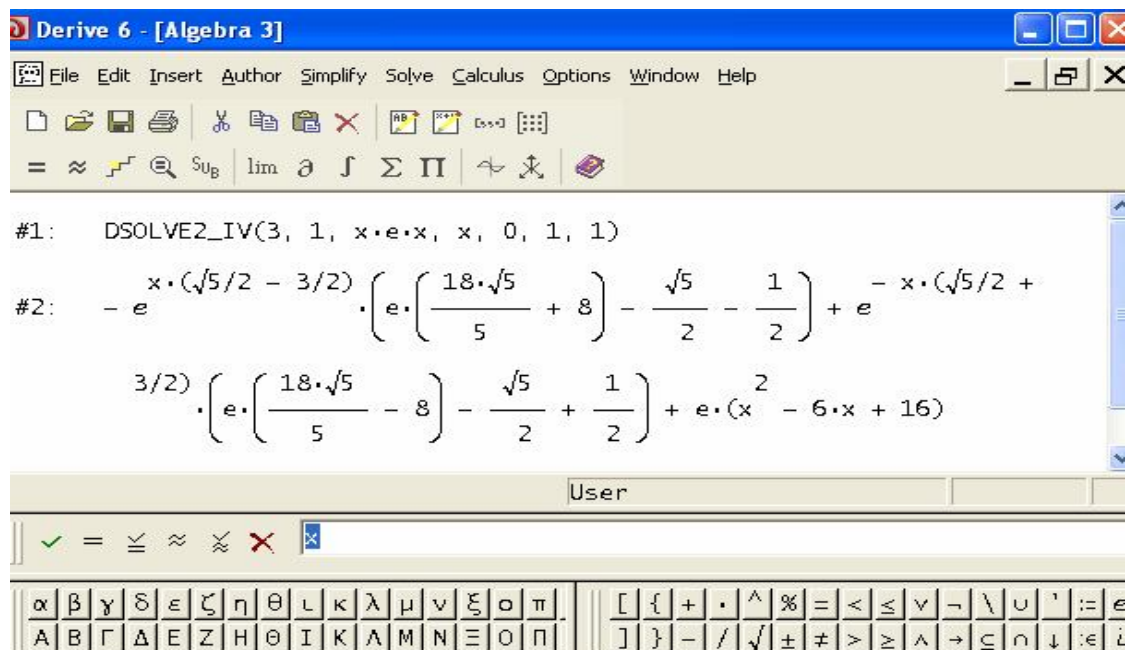 Derive 6 - [Algebra 3]
File Edit Insert Author Simplify Solve Calculus Options Window Help
= ≈ Sub lim ∂ ∫ Σ Π
#1: DSOLVE2_IV(3, 1, x·e·x, x, 0, 1, 1)
#2: - e^(x·(√5/2 - 3/2))·(e·(18·√5/5 + 8) - √5/2 - 1/2) + e^(- x·(√5/2 +
3/2))·(e·(18·√5/5 - 8) - √5/2 + 1/2) + e·(x^2 - 6·x + 16)
User
= ≈ x
α β γ δ ε ζ η θ ι κ λ μ ν ξ ο π [ { + · ^ % = < ≤ ∨ ¬ \ ∪ ' := e
Α Β Γ Δ Ε Ζ Η Θ Ι Κ Λ Μ Ν Ξ Ο Π ] } - / √ ± ≠ > ≥ ∧ → ⊆ ∩ ↓ :∈ i